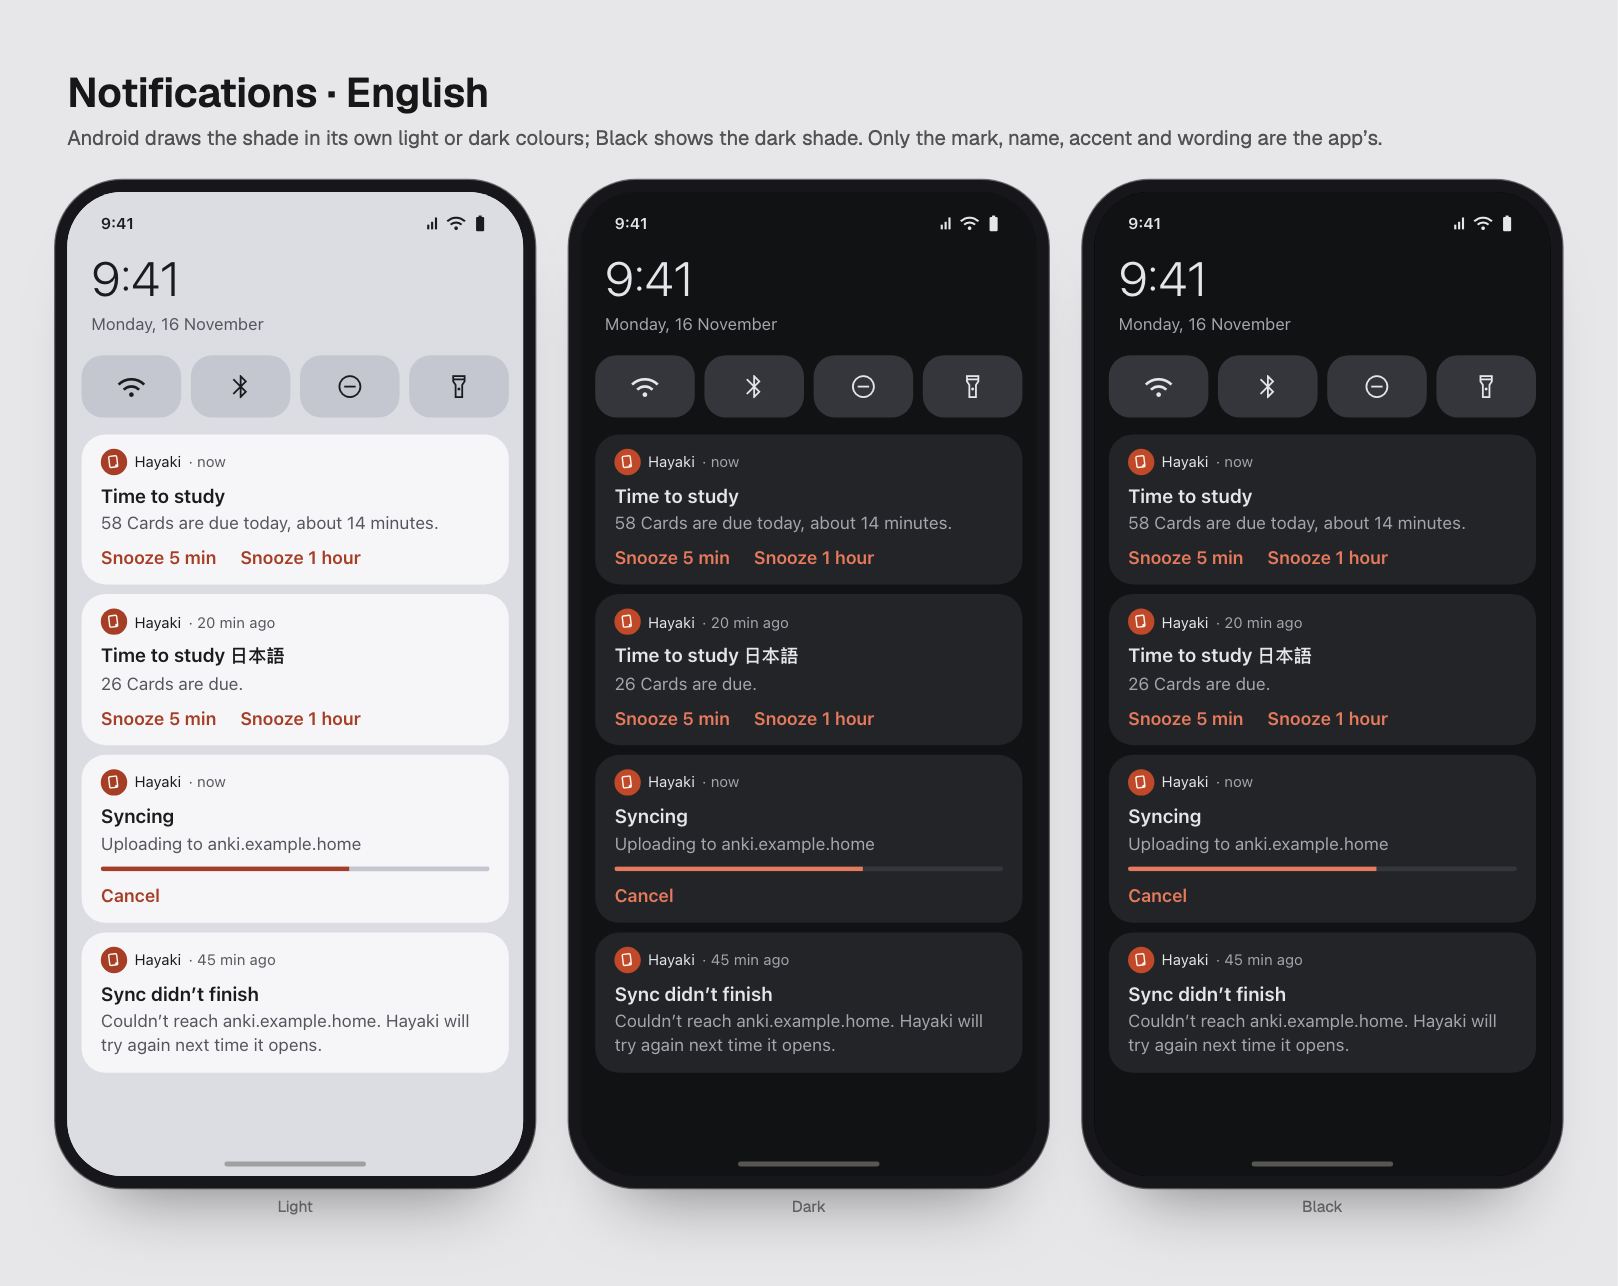 Notifications · English
Android draws the shade in its own light or dark colours; Black shows the dark shade. Only the mark, name, accent and wording are the app’s.
9:41
9:41
Monday, 16 November
Hayaki · now
Time to study
58 Cards are due today, about 14 minutes.
Snooze 5 min Snooze 1 hour
Hayaki · 20 min ago
Time to study 日本語
26 Cards are due.
Snooze 5 min Snooze 1 hour
Hayaki · now
Syncing
Uploading to anki.example.home
Cancel
Hayaki · 45 min ago
Sync didn’t finish
Couldn’t reach anki.example.home. Hayaki will
try again next time it opens.
Light
9:41
9:41
Monday, 16 November
Hayaki · now
Time to study
58 Cards are due today, about 14 minutes.
Snooze 5 min Snooze 1 hour
Hayaki · 20 min ago
Time to study 日本語
26 Cards are due.
Snooze 5 min Snooze 1 hour
Hayaki · now
Syncing
Uploading to anki.example.home
Cancel
Hayaki · 45 min ago
Sync didn’t finish
Couldn’t reach anki.example.home. Hayaki will
try again next time it opens.
Dark
9:41
9:41
Monday, 16 November
Hayaki · now
Time to study
58 Cards are due today, about 14 minutes.
Snooze 5 min Snooze 1 hour
Hayaki · 20 min ago
Time to study 日本語
26 Cards are due.
Snooze 5 min Snooze 1 hour
Hayaki · now
Syncing
Uploading to anki.example.home
Cancel
Hayaki · 45 min ago
Sync didn’t finish
Couldn’t reach anki.example.home. Hayaki will
try again next time it opens.
Black